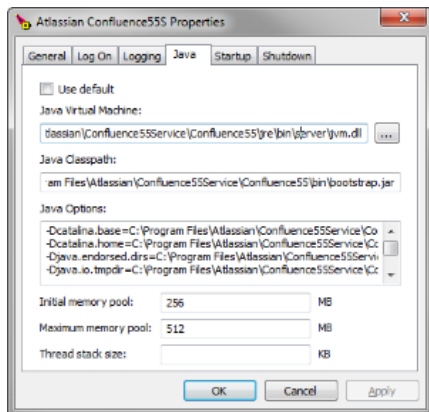 Atlassian Confluence55S Properties
General Log On Logging Java Startup Shutdown
Use default
Java Virtual Machine:
tlassian\Confluence55Service\Confluence55\jre\bin\server\jvm.dll ...
Java Classpath:
am Files\Atlassian\Confluence55Service\Confluence55\bin\bootstrap.jar
Java Options:
-Dcatalina.base=C:\Program Files\Atlassian\Confluence55Service\Co
-Dcatalina.home=C:\Program Files\Atlassian\Confluence55Service\Cc
-Djava.endorsed.dirs=C:\Program Files\Atlassian\Confluence55Servi
-Djava.io.tmpdir=C:\Program Files\Atlassian\Confluence55Service\Cc
Initial memory pool: 256 MB
Maximum memory pool: 512 MB
Thread stack size: KB
OK Cancel Apply